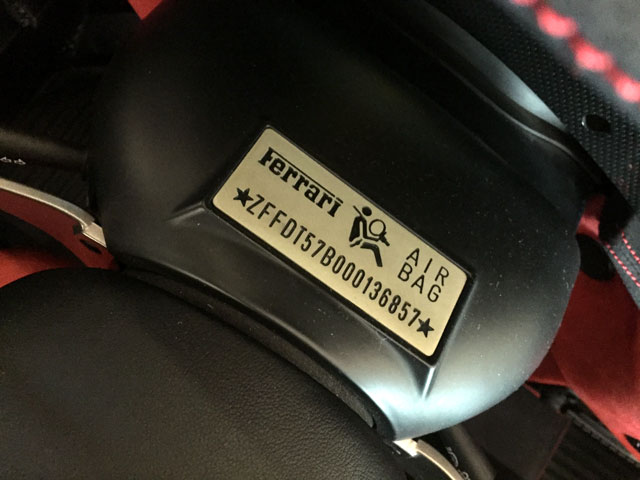 Ferrari
AIR
BAG
★ZFFDT57B000136857★